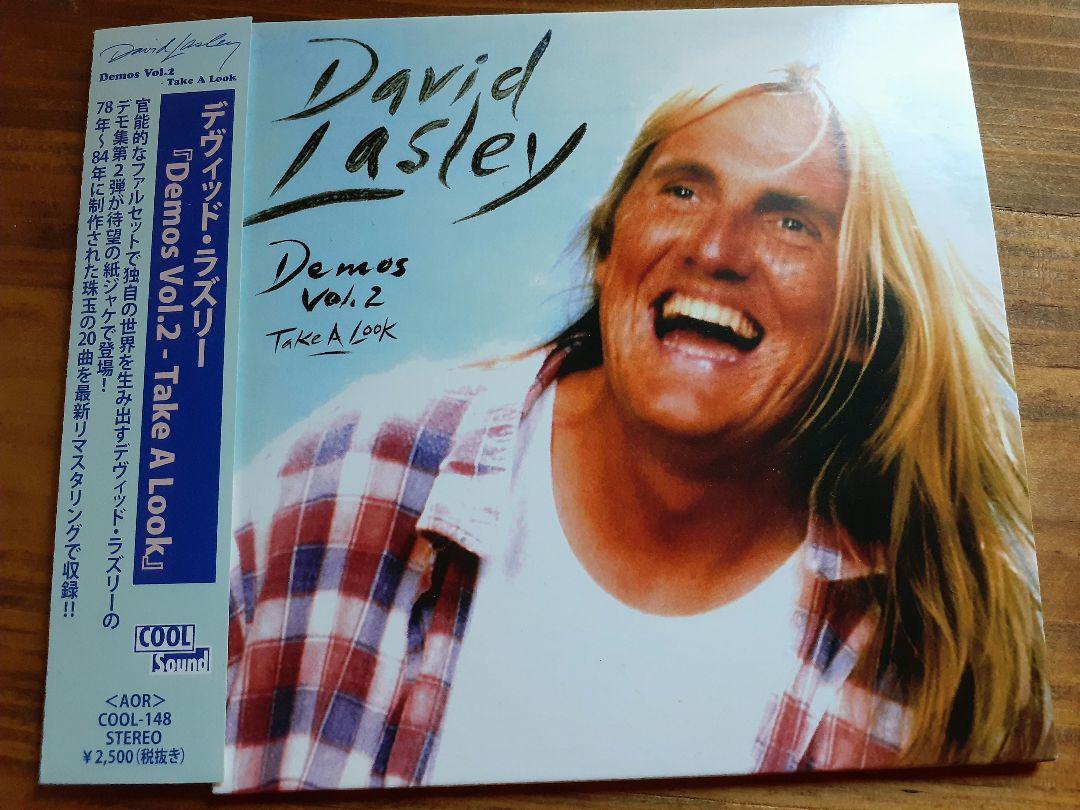 David Lasley
Demos Vol.2
- Take A Look
デヴィッド・ラズリー
『Demos Vol.2 - Take A Look』
官能的なファルセットで独自の世界を生み出すデヴィッド・ラズリーの
デモ集第2弾が待望の紙ジャケで登場！
78年～84年に制作された珠玉の20曲を最新リマスタリングで収録!!
COOL
Sound
＜AOR＞
COOL-148
STEREO
￥2,500（税抜き）
David
Lasley
Demos
Vol.2
Take A Look